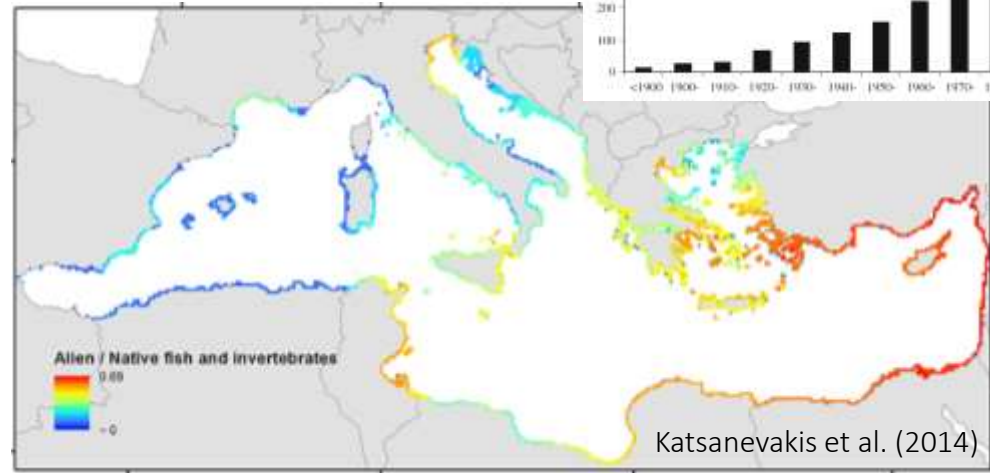 200
100
0
<1900 1900- 1910- 1920- 1930- 1940- 1950- 1960- 1970-
Alien / Native fish and invertebrates
0.69
~ 0
Katsanevakis et al. (2014)